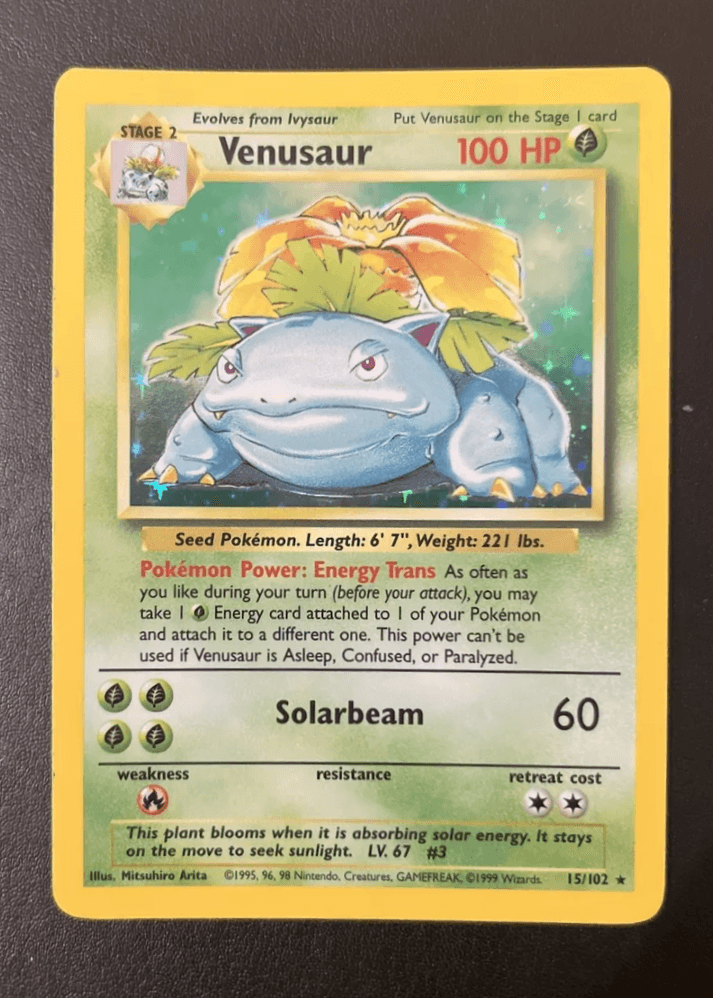 Evolves from Ivysaur Put Venusaur on the Stage 1 card
STAGE 2
Venusaur 100 HP
Seed Pokémon. Length: 6' 7", Weight: 221 lbs.
Pokémon Power: Energy Trans As often as
you like during your turn (before your attack), you may
take 1 Energy card attached to 1 of your Pokémon
and attach it to a different one. This power can't be
used if Venusaur is Asleep, Confused, or Paralyzed.
Solarbeam 60
weakness resistance retreat cost
This plant blooms when it is absorbing solar energy. It stays
on the move to seek sunlight. LV. 67 #3
Illus. Mitsuhiro Arita ©1995, 96, 98 Nintendo, Creatures, GAMEFREAK. ©1999 Wizards. 15/102 ★